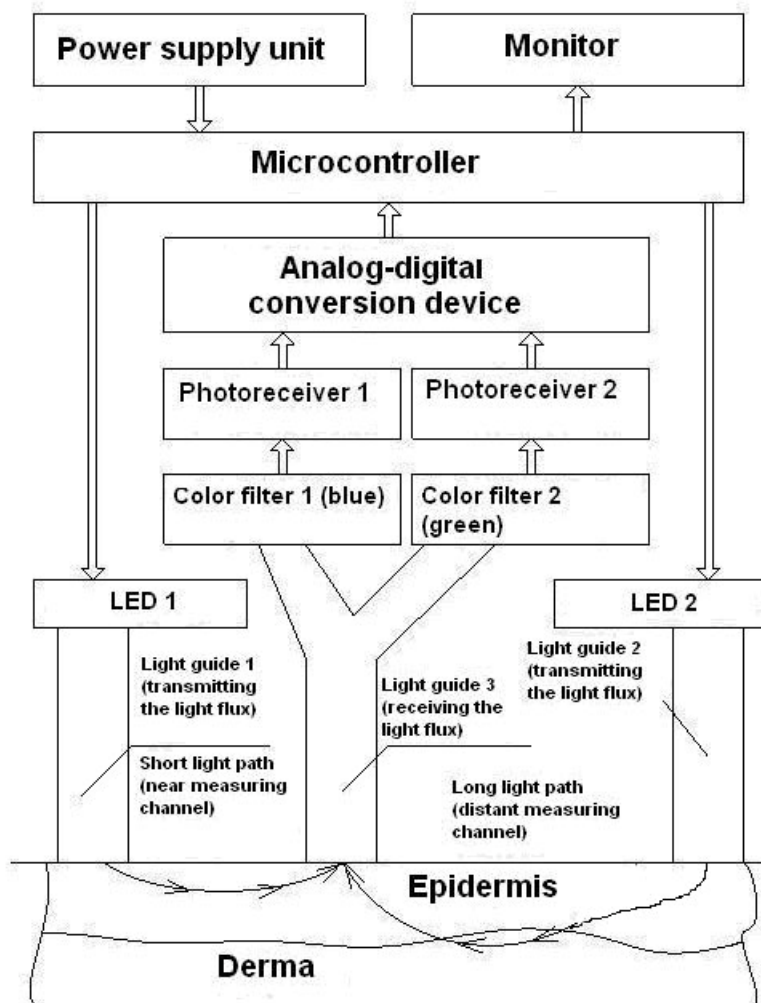 Power supply unit
Monitor
Microcontroller
Analog-digital
conversion device
Photoreceiver 1
Photoreceiver 2
Color filter 1 (blue)
Color filter 2
(green)
LED 1
LED 2
Light guide 1
(transmitting
the light flux)
Light guide 3
(receiving the
light flux)
Light guide 2
(transmitting
the light flux)
Short light path
(near measuring
channel)
Long light path
(distant measuring
channel)
Epidermis
Derma